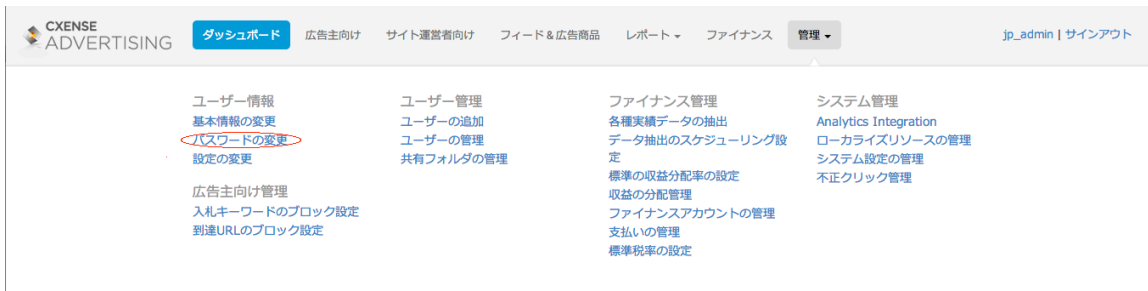 CXENSE
ADVERTISING
ダッシュボード
広告主向け
サイト運営者向け
フィード&広告商品
レポート
ファイナンス
管理
jp_admin | サインアウト
ユーザー情報
基本情報の変更
パスワードの変更
設定の変更
広告主向け管理
入札キーワードのブロック設定
到達URLのブロック設定
ユーザー管理
ユーザーの追加
ユーザーの管理
共有フォルダの管理
ファイナンス管理
各種実績データの抽出
データ抽出のスケジューリング設
定
標準の収益分配率の設定
収益の分配管理
ファイナンスアカウントの管理
支払いの管理
標準税率の設定
システム管理
Analytics Integration
ローカライズリソースの管理
システム設定の管理
不正クリック管理